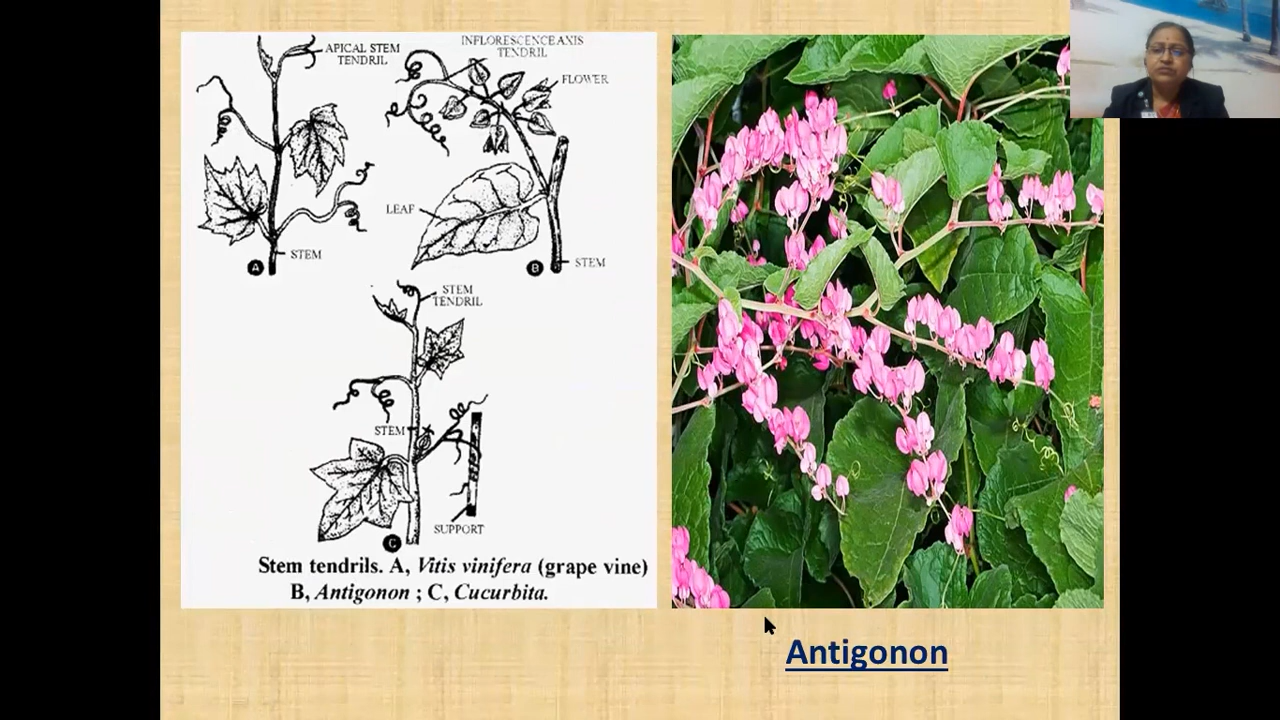 APICAL STEM
TENDRIL
STEM
A
INFLORESCENCE AXIS
TENDRIL
FLOWER
LEAF
STEM
B
STEM
TENDRIL
STEM
SUPPORT
C
Stem tendrils. A, Vitis vinifera (grape vine)
B, Antigonon ; C, Cucurbita.
Antigonon